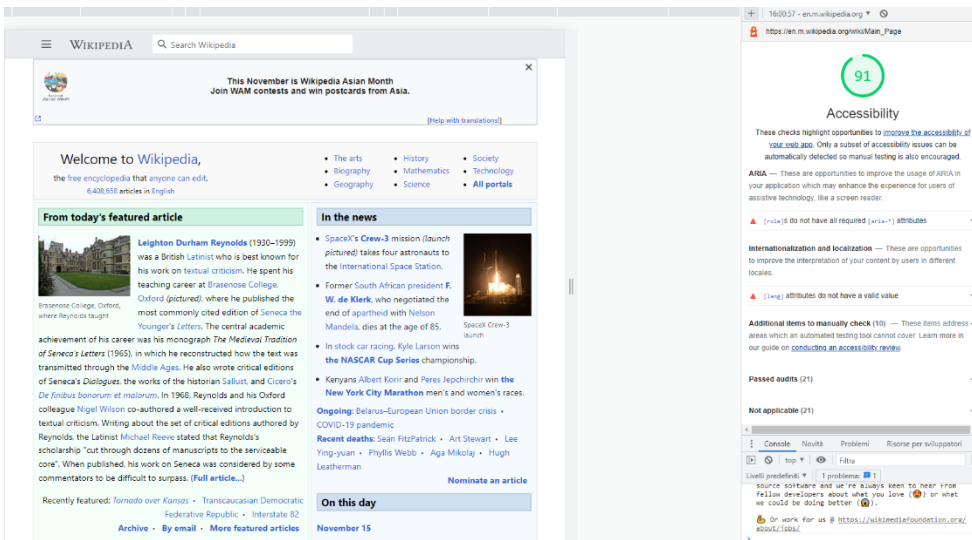 WIKIPEDIA
Search Wikipedia
This November is Wikipedia Asian Month
Join WAM contests and win postcards from Asia.
[Help with translations!]
Welcome to Wikipedia,
the free encyclopedia that anyone can edit.
6,408,658 articles in English
• The arts
• Biography
• Geography
• History
• Mathematics
• Science
• Society
• Technology
• All portals
From today's featured article
Leighton Durham Reynolds (1930–1999)
was a British Latinist who is best known for
his work on textual criticism. He spent his
teaching career at Brasenose College,
Oxford (pictured), where he published the
most commonly cited edition of Seneca the
Younger's Letters. The central academic
Brasenose College, Oxford,
where Reynolds taught
achievement of his career was his monograph The Medieval Tradition
of Seneca's Letters (1965), in which he reconstructed how the text was
transmitted through the Middle Ages. He also wrote critical editions
of Seneca's Dialogues, the works of the historian Sallust, and Cicero's
De finibus bonorum et malorum. In 1968, Reynolds and his Oxford
colleague Nigel Wilson co-authored a well-received introduction to
textual criticism. Writing about the set of critical editions authored by
Reynolds, the Latinist Michael Reeve stated that Reynolds's
scholarship "cut through dozens of manuscripts to the serviceable
core". When published, his work on Seneca was considered by some
commentators to be difficult to surpass. (Full article...)
Recently featured: Tornado over Kansas • Transcaucasian Democratic
Federative Republic • Interstate 82
Archive • By email • More featured articles
In the news
• SpaceX's Crew-3 mission (launch
pictured) takes four astronauts to
the International Space Station.
• Former South African president F.
W. de Klerk, who negotiated the
end of apartheid with Nelson
Mandela, dies at the age of 85.
SpaceX Crew-3
launch
• In stock car racing, Kyle Larson wins
the NASCAR Cup Series championship.
• Kenyans Albert Korir and Peres Jepchirchir win the
New York City Marathon men's and women's races.
Ongoing: Belarus–European Union border crisis •
COVID-19 pandemic
Recent deaths: Seán FitzPatrick • Art Stewart • Lee
Ying-yuan • Phyllis Webb • Aga Mikolaj • Hugh
Leatherman
Nominate an article
On this day
November 15
16:00:57 - en.m.wikipedia.org
https://en.m.wikipedia.org/wiki/Main_Page
91
Accessibility
These checks highlight opportunities to improve the accessibility of
your web app. Only a subset of accessibility issues can be
automatically detected so manual testing is also encouraged.
ARIA — These are opportunities to improve the usage of ARIA in
your application which may enhance the experience for users of
assistive technology, like a screen reader.
[role]s do not have all required [aria-*] attributes
Internationalization and localization — These are opportunities
to improve the interpretation of your content by users in different
locales.
[lang] attributes do not have a valid value
Additional items to manually check (10) — These items address
areas which an automated testing tool cannot cover. Learn more in
our guide on conducting an accessibility review.
Passed audits (21)
Not applicable (21)
Console Novità Problemi Risorse per sviluppatori
top Filtra
Livelli predefiniti 1 problema: 1
source software and we're always keen to hear from
fellow developers about what you love (😍) or what
we could be doing better (😱).
💪 Or work for us @ https://wikimediafoundation.org/
about/jobs/